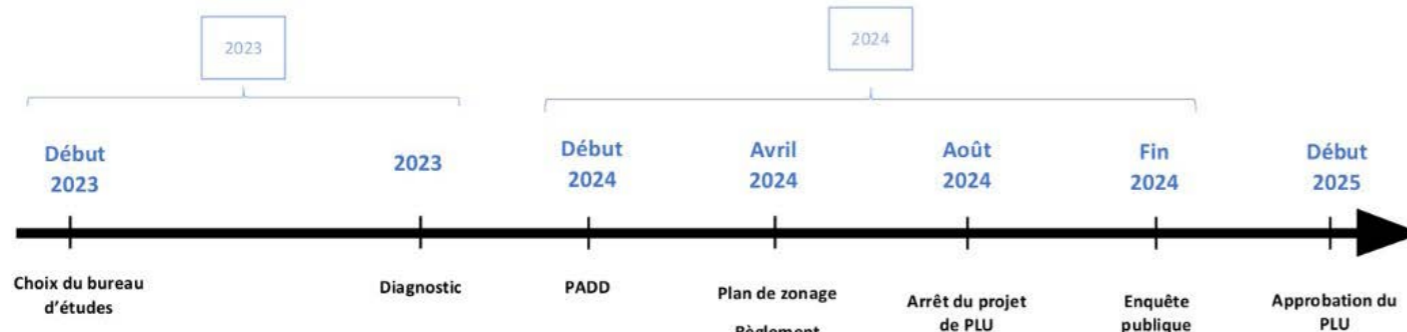 2023
2024
Début
2023
2023
Début
2024
Avril
2024
Août
2024
Fin
2024
Début
2025
Choix du bureau
d’études
Diagnostic
PADD
Plan de zonage
Règlement
Arrêt du projet
de PLU
Enquête
publique
Approbation du
PLU